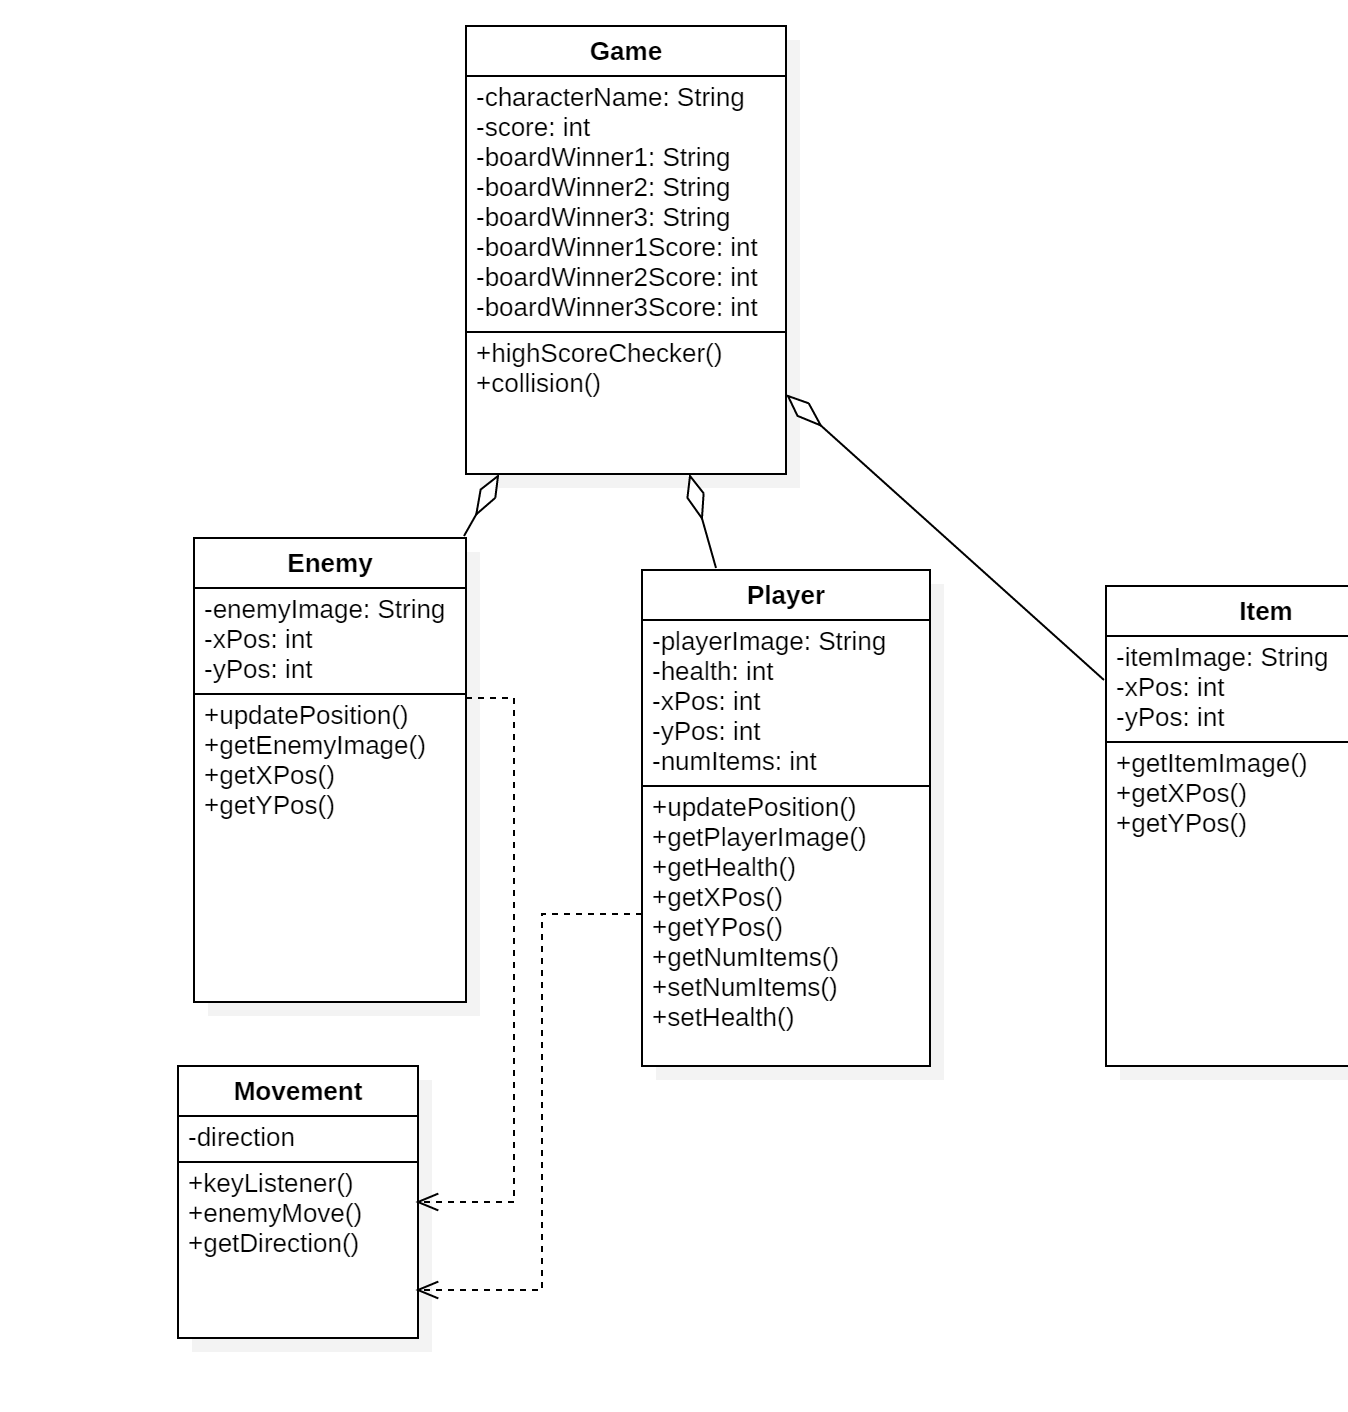 Game
-characterName: String
-score: int
-boardWinner1: String
-boardWinner2: String
-boardWinner3: String
-boardWinner1Score: int
-boardWinner2Score: int
-boardWinner3Score: int
+highScoreChecker()
+collision()
Enemy
-enemyImage: String
-xPos: int
-yPos: int
+updatePosition()
+getEnemyImage()
+getXPos()
+getYPos()
Player
-playerImage: String
-health: int
-xPos: int
-yPos: int
-numItems: int
+updatePosition()
+getPlayerImage()
+getHealth()
+getXPos()
+getYPos()
+getNumItems()
+setNumItems()
+setHealth()
Item
-itemImage: String
-xPos: int
-yPos: int
+getItemImage()
+getXPos()
+getYPos()
Movement
-direction
+keyListener()
+enemyMove()
+getDirection()